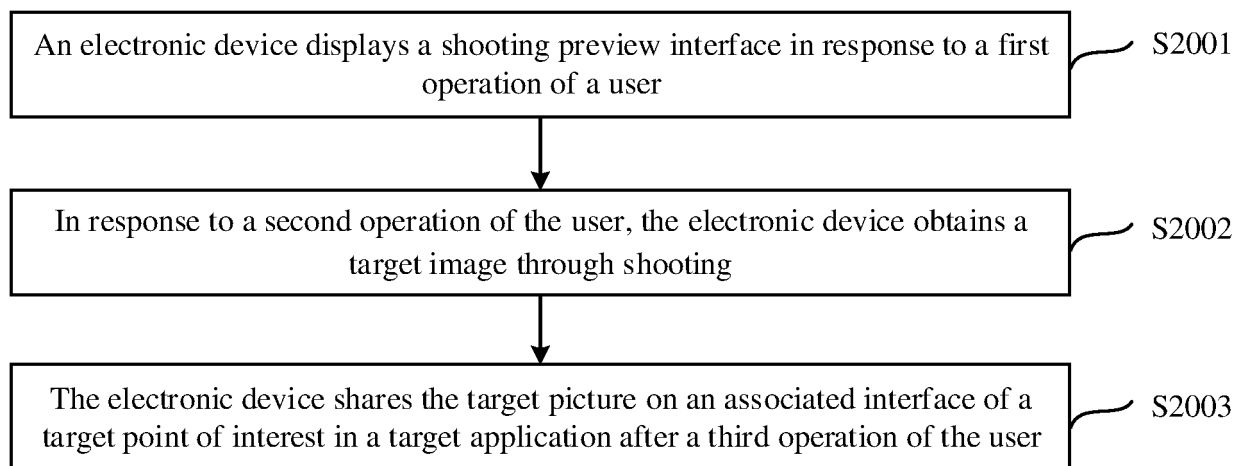 An electronic device displays a shooting preview interface in response to a first
operation of a user
S2001
In response to a second operation of the user, the electronic device obtains a
target image through shooting
S2002
The electronic device shares the target picture on an associated interface of a
target point of interest in a target application after a third operation of the user
S2003